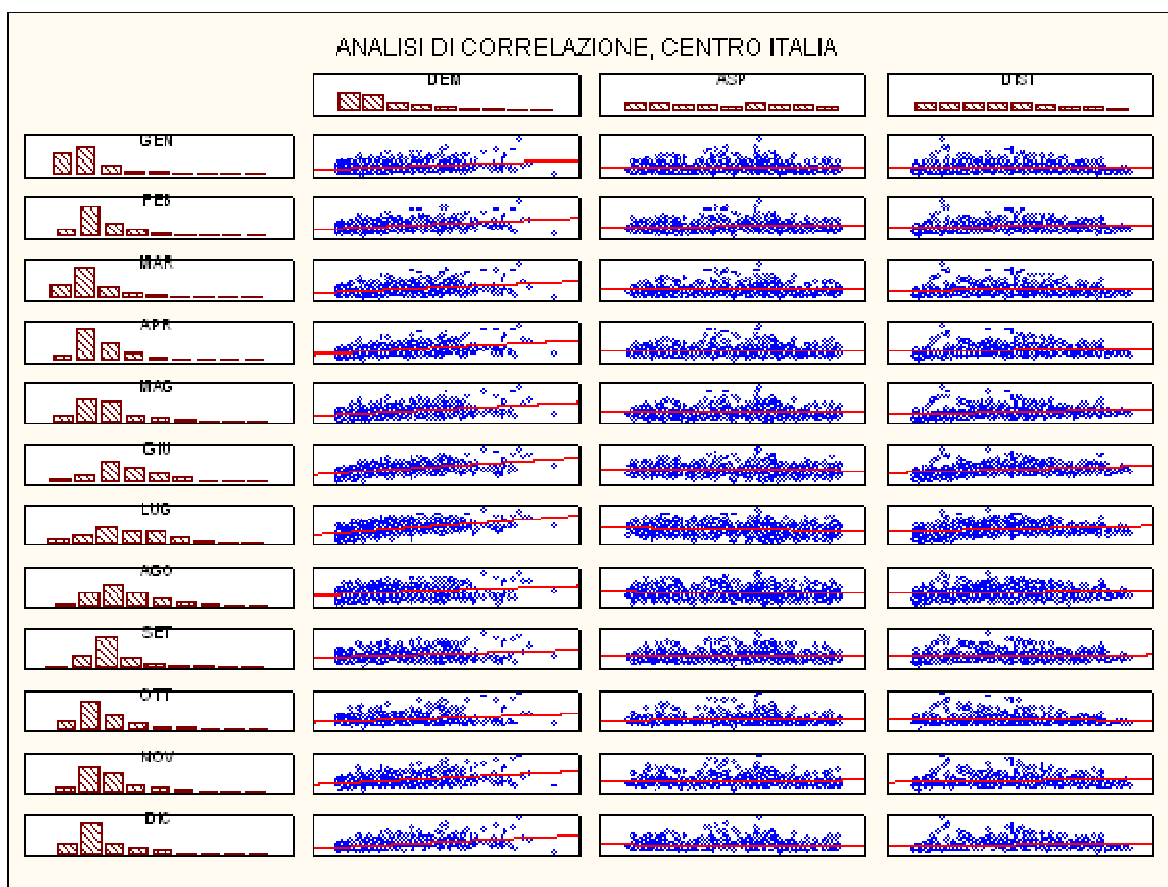 ANALISI DI CORRELAZIONE, CENTRO ITALIA
DEM ASP DIST
GEN
FEB
MAR
APR
MAG
GIU
LUG
AGO
SET
OTT
NOV
DIC